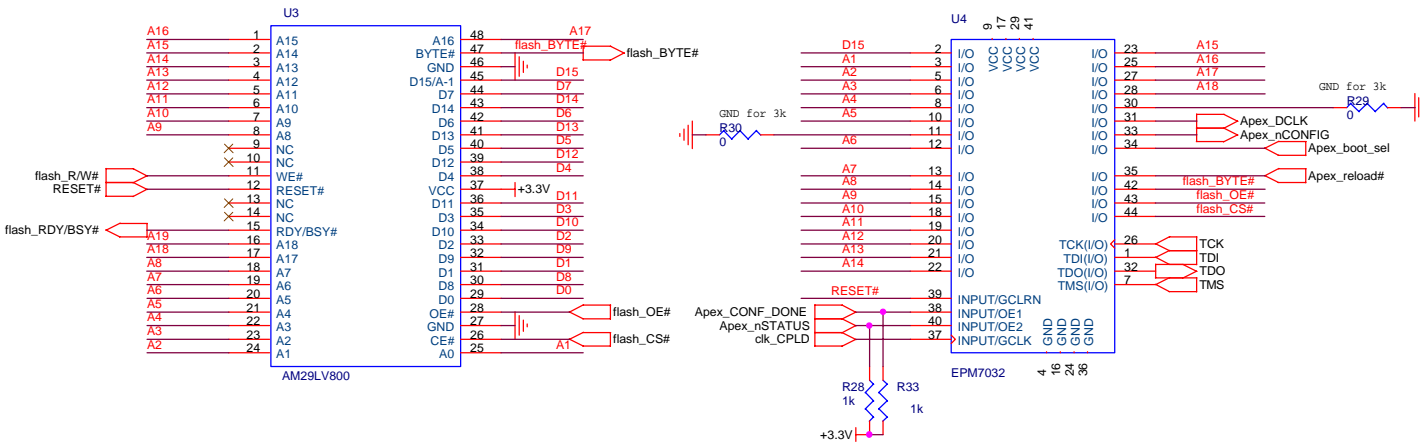 U3
A16 1 A15 A16 48 A17
A15 2 A14 BYTE# 47 flash_BYTE# flash_BYTE#
A14 3 A13 GND 46
A13 4 A12 D15/A-1 45 D15
A12 5 A11 D7 44 D7
A11 6 A10 D14 43 D14
A10 7 A9 D6 42 D6
A9 8 A8 D13 41 D13
9 NC D5 40 D5
10 NC D12 39 D12
flash_R/W# 11 WE# D4 38 D4
RESET# 12 RESET# VCC 37 +3.3V
13 NC D11 36 D11
14 NC D3 35 D3
flash_RDY/BSY# 15 RDY/BSY# D10 34 D10
A19 16 A18 D2 33 D2
A18 17 A17 D9 32 D9
A8 18 A7 D1 31 D1
A7 19 A6 D8 30 D8
A6 20 A5 D0 29 D0
A5 21 A4 OE# 28 flash_OE#
A4 22 A3 GND 27
A3 23 A2 CE# 26 flash_CS#
A2 24 A1 A0 25 A1
AM29LV800
U4
9 17 29 41
VCC VCC VCC VCC
D15 2 I/O I/O 23 A15
A1 3 I/O I/O 25 A16
A2 5 I/O I/O 27 A17
A3 6 I/O I/O 28 A18
A4 8 I/O I/O 30 GND for 3k R29 0
A5 10 I/O I/O 31 Apex_DCLK
GND for 3k R30 0 11 I/O I/O 33 Apex_nCONFIG
A6 12 I/O I/O 34 Apex_boot_sel
A7 13 I/O I/O 35 Apex_reload#
A8 14 I/O I/O 42 flash_BYTE#
A9 15 I/O I/O 43 flash_OE#
A10 18 I/O I/O 44 flash_CS#
A11 19 I/O
A12 20 I/O TCK(I/O) 26 TCK
A13 21 I/O TDI(I/O) 1 TDI
A14 22 I/O TDO(I/O) 32 TDO
TMS(I/O) 7 TMS
RESET# 39 INPUT/GCLRN
Apex_CONF_DONE 38 INPUT/OE1
Apex_nSTATUS 40 INPUT/OE2
clk_CPLD 37 INPUT/GCLK
GND GND GND GND
4 16 24 36
EPM7032
R28 R33
1k 1k
+3.3V